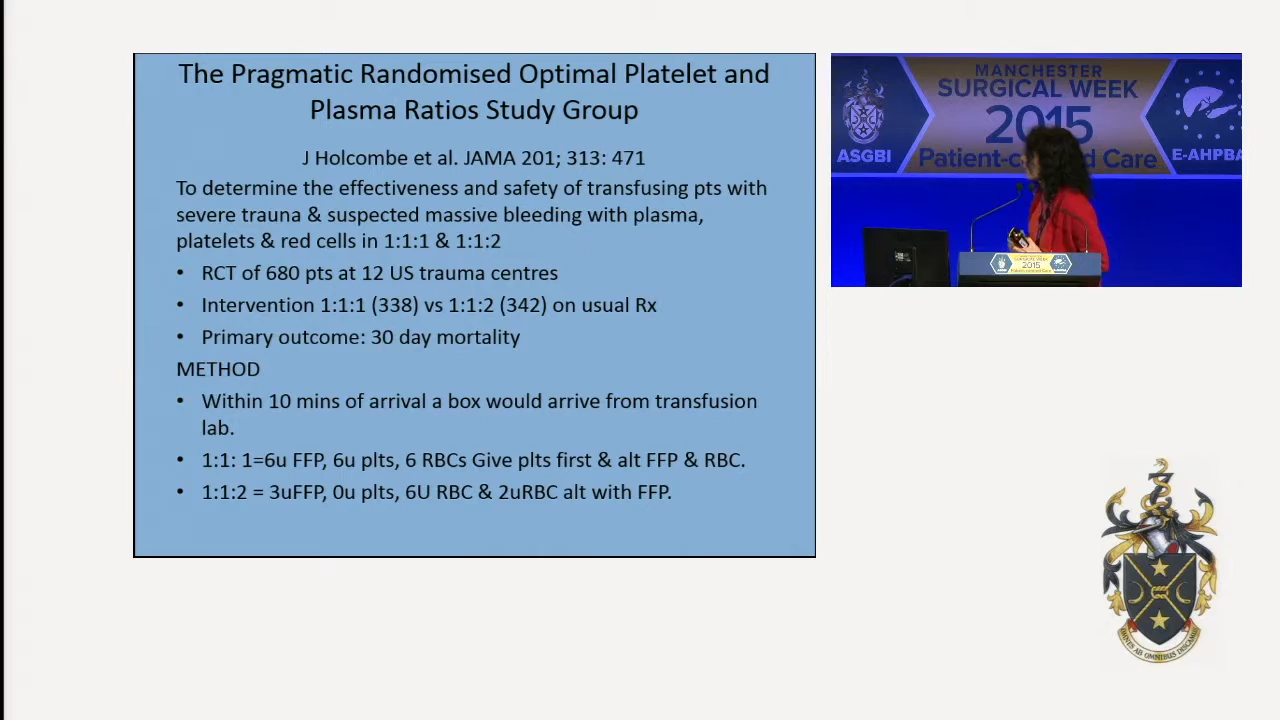 The Pragmatic Randomised Optimal Platelet and
Plasma Ratios Study Group
J Holcombe et al. JAMA 201; 313: 471
To determine the effectiveness and safety of transfusing pts with
severe trauna & suspected massive bleeding with plasma,
platelets & red cells in 1:1:1 & 1:1:2
• RCT of 680 pts at 12 US trauma centres
• Intervention 1:1:1 (338) vs 1:1:2 (342) on usual Rx
• Primary outcome: 30 day mortality
METHOD
• Within 10 mins of arrival a box would arrive from transfusion
lab.
• 1:1: 1=6u FFP, 6u plts, 6 RBCs Give plts first & alt FFP & RBC.
• 1:1:2 = 3uFFP, 0u plts, 6U RBC & 2uRBC alt with FFP.
MANCHESTER
SURGICAL WEEK
2015
Patient-c d Care
ASGBI
E-AHPBA
SURGICAL WEEK
2015
OMNIBUS